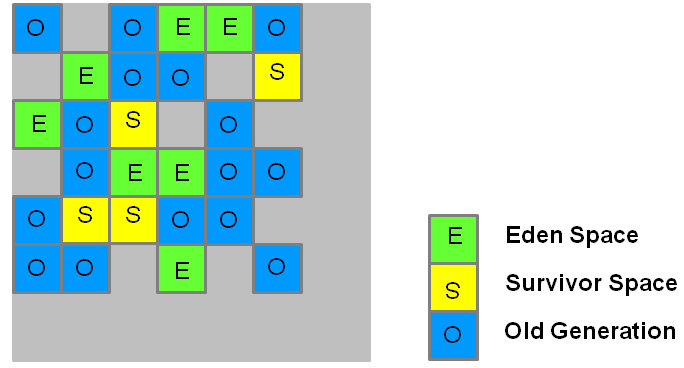 O O E E O
E O O S
E O S O
O E E O O
O S S O O
O O E O
E Eden Space
S Survivor Space
O Old Generation